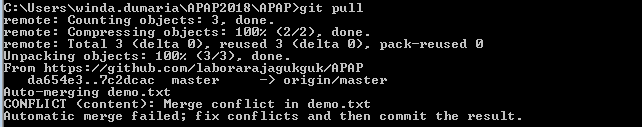 C:\Users\winda.dumaria\APAP2018\APAP>git pull
remote: Counting objects: 3, done.
remote: Compressing objects: 100% (2/2), done.
remote: Total 3 (delta 0), reused 3 (delta 0), pack-reused 0
Unpacking objects: 100% (3/3), done.
From https://github.com/laborarajagukguk/APAP
da654e3..7c2dcac master -> origin/master
Auto-merging demo.txt
CONFLICT (content): Merge conflict in demo.txt
Automatic merge failed; fix conflicts and then commit the result.